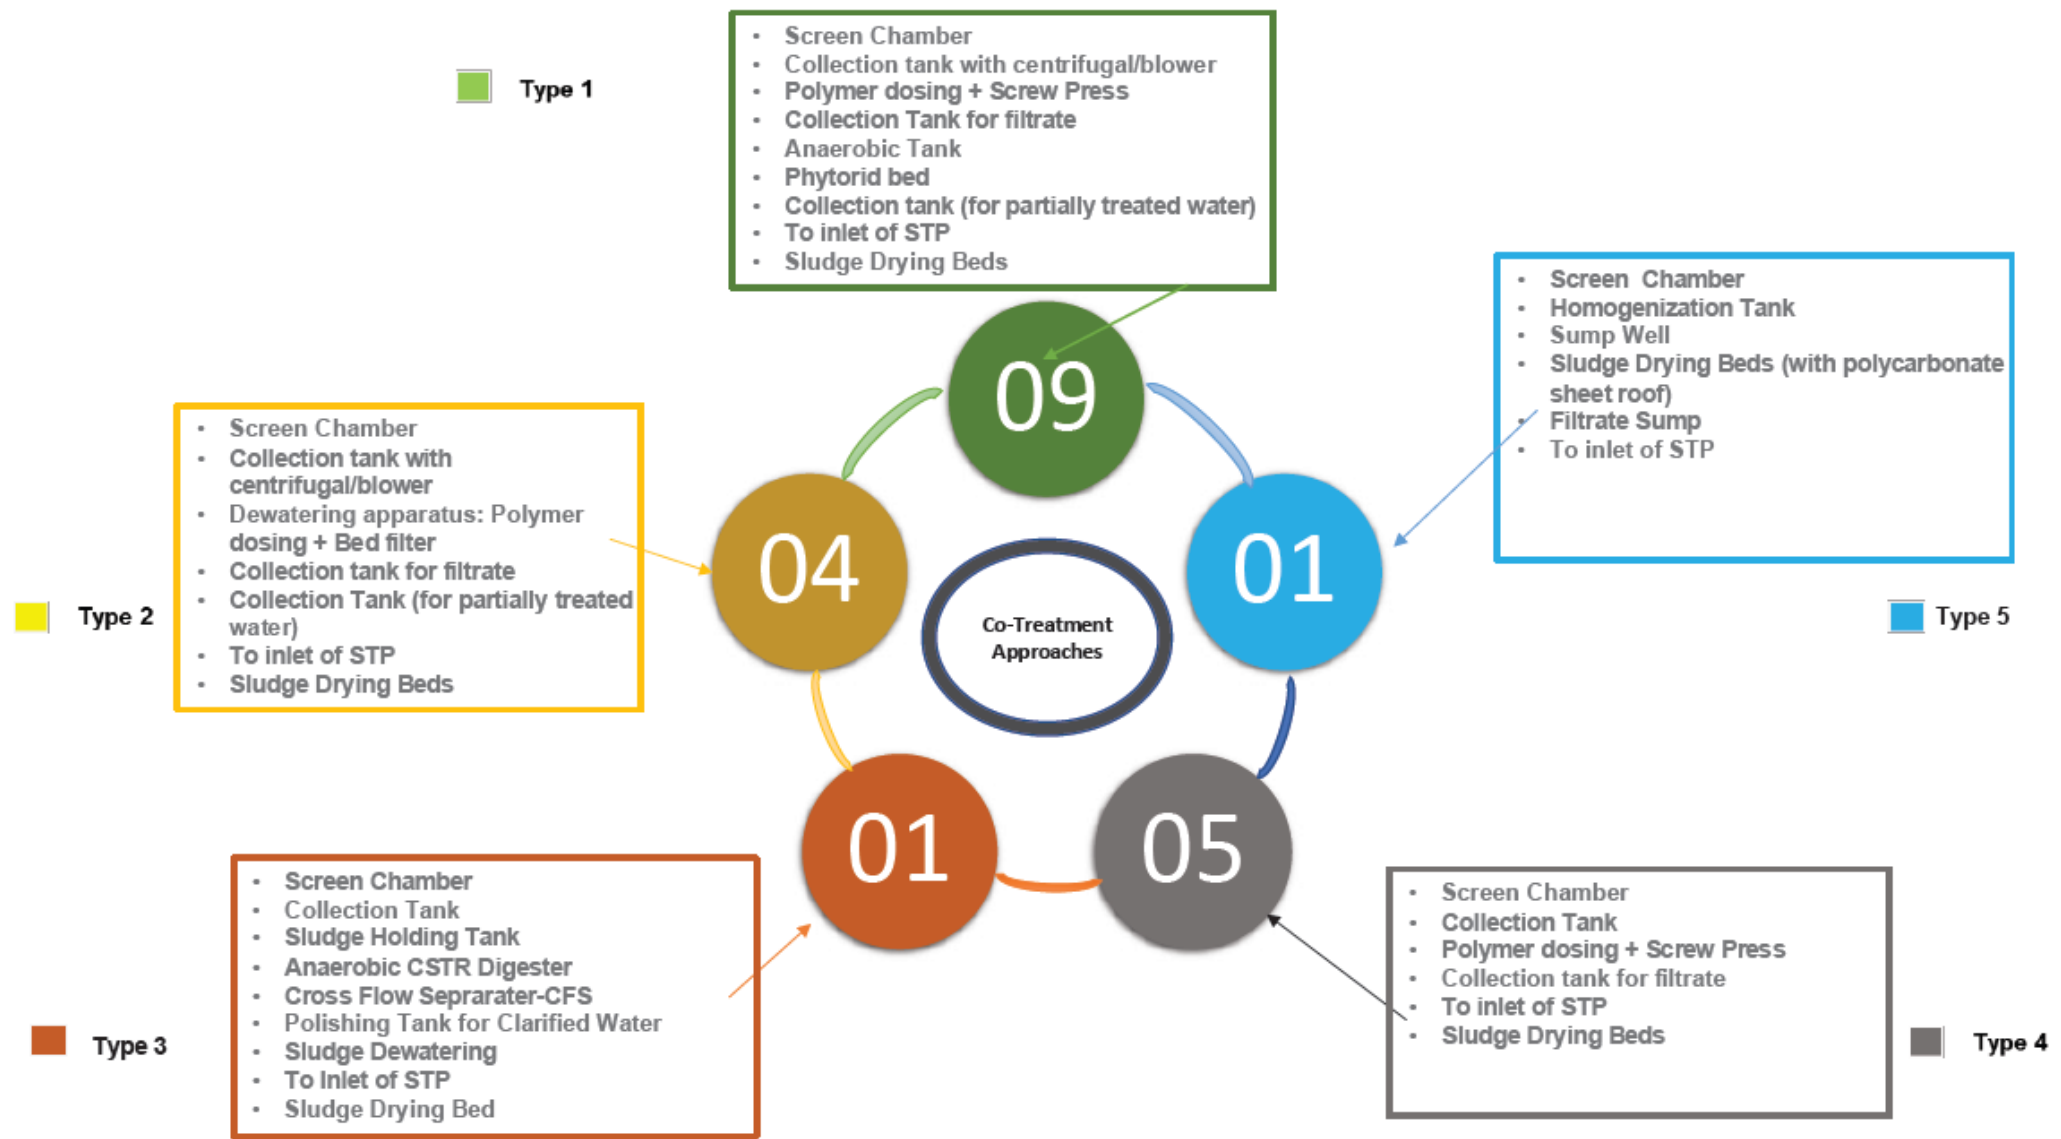 Type 1
• Screen Chamber
• Collection tank with centrifugal/blower
• Polymer dosing + Screw Press
• Collection Tank for filtrate
• Anaerobic Tank
• Phytorid bed
• Collection tank (for partially treated water)
• To inlet of STP
• Sludge Drying Beds
09
• Screen Chamber
• Homogenization Tank
• Sump Well
• Sludge Drying Beds (with polycarbonate
sheet roof)
• Filtrate Sump
• To inlet of STP
01
Type 5
Type 2
• Screen Chamber
• Collection tank with
centrifugal/blower
• Dewatering apparatus: Polymer
dosing + Bed filter
• Collection tank for filtrate
• Collection Tank (for partially treated
water)
• To inlet of STP
• Sludge Drying Beds
04
Co-Treatment
Approaches
Type 3
• Screen Chamber
• Collection Tank
• Sludge Holding Tank
• Anaerobic CSTR Digester
• Cross Flow Seprarater-CFS
• Polishing Tank for Clarified Water
• Sludge Dewatering
• To Inlet of STP
• Sludge Drying Bed
01
05
• Screen Chamber
• Collection Tank
• Polymer dosing + Screw Press
• Collection tank for filtrate
• To inlet of STP
• Sludge Drying Beds
Type 4